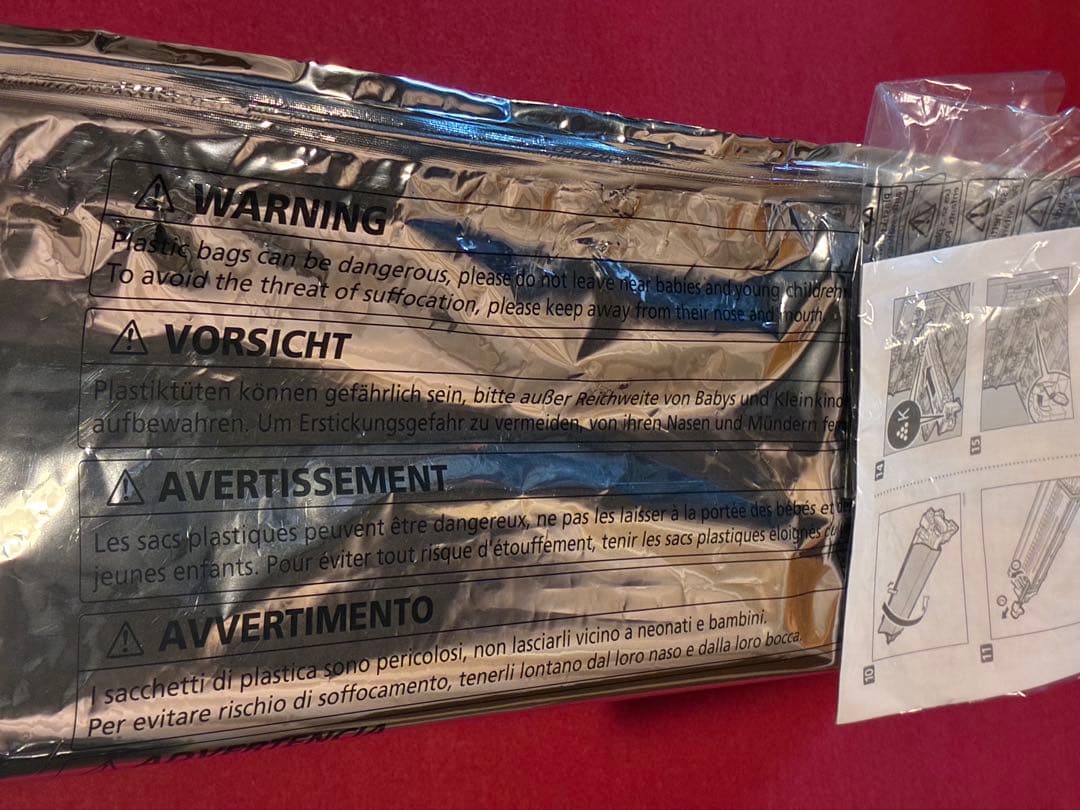 WARNING
Plastic bags can be dangerous, please do not leave near babies and young children
To avoid the threat of suffocation, please keep away from their nose and mouth.
VORSICHT
Plastiktüten können gefährlich sein, bitte außer Reichweite von Babys und Kleinkind
aufbewahren. Um Erstickungsgefahr zu vermeiden, von ihren Nasen und Mündern
AVERTISSEMENT
Les sacs plastiques peuvent être dangereux, ne pas les laisser à la portée des bébés et
jeunes enfants. Pour éviter tout risque d'étouffement, tenir les sacs plastiques éloignés
AVVERTIMENTO
I sacchetti di plastica sono pericolosi, non lasciarli vicino a neonati e bambini.
Per evitare rischio di soffocamento, tenerli lontano dal loro naso e dalla loro bocca.
ADVERTENCIA
K
14
15
10
11